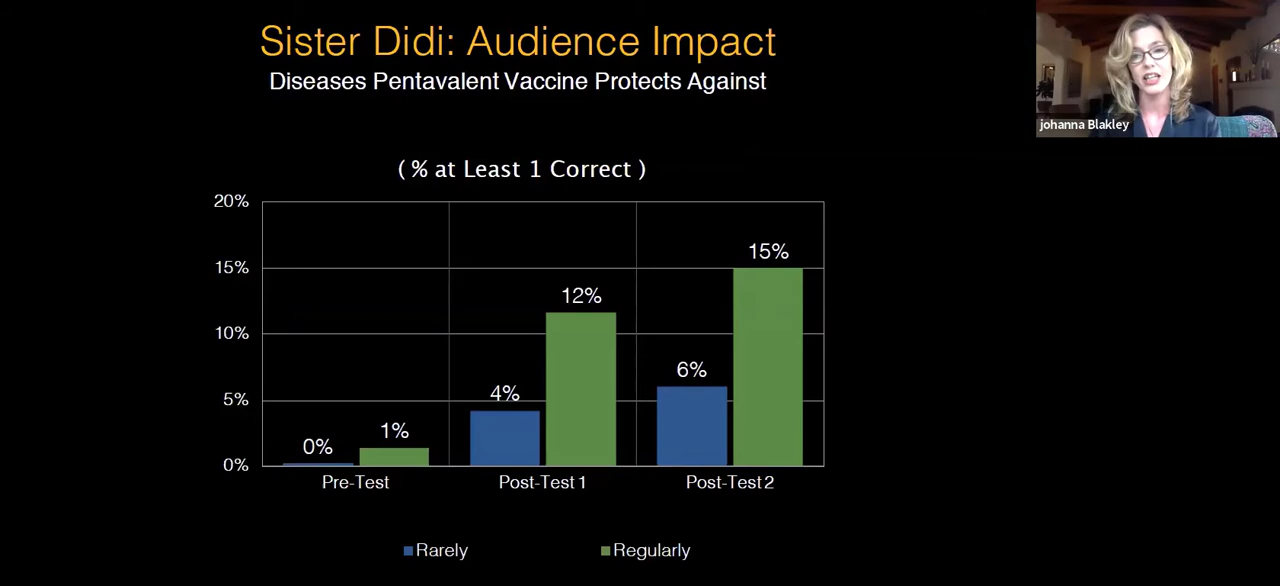 Sister Didi: Audience Impact
Diseases Pentavalent Vaccine Protects Against
johanna Blakley
( % at Least 1 Correct )
20%
15%
10%
5%
0%
0%
1%
4%
12%
6%
15%
Pre-Test
Post-Test 1
Post-Test 2
Rarely
Regularly